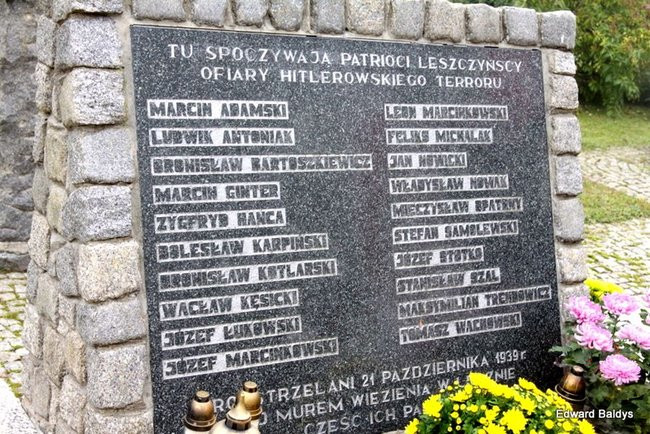 TU SPOCZYWAJĄ PATRIOCI LESZCZYŃSCY
OFIARY HITLEROWSKIEGO TERRORU
MARCIN ADAMSKI
LUDWIK ANTONIAK
BRONISŁAW BARTOSZKIEWICZ
MARCIN GINTER
ZYGFRYD HANCA
BOLESŁAW KARPIŃSKI
BRONISŁAW KOTLARSKI
WACŁAW KĘSICKI
JÓZEF ŁUKOWSKI
JÓZEF MARCINKOWSKI
LEON MARCINKOWSKI
FELIKS MICHALAK
JAN NOWICKI
WŁADYSŁAW NOWAK
MIECZYSŁAW OPATRNY
STEFAN SAMOLEWSKI
JÓZEF STOTKO
STANISŁAW SZAL
MAKSYMILIAN TRENDOWICZ
TOMASZ WACHOWSKI
21 PAŹDZIERNIKA 1939r.
MUREM WIĘZIENIA W
CZEŚĆ ICH
Edward Baldys